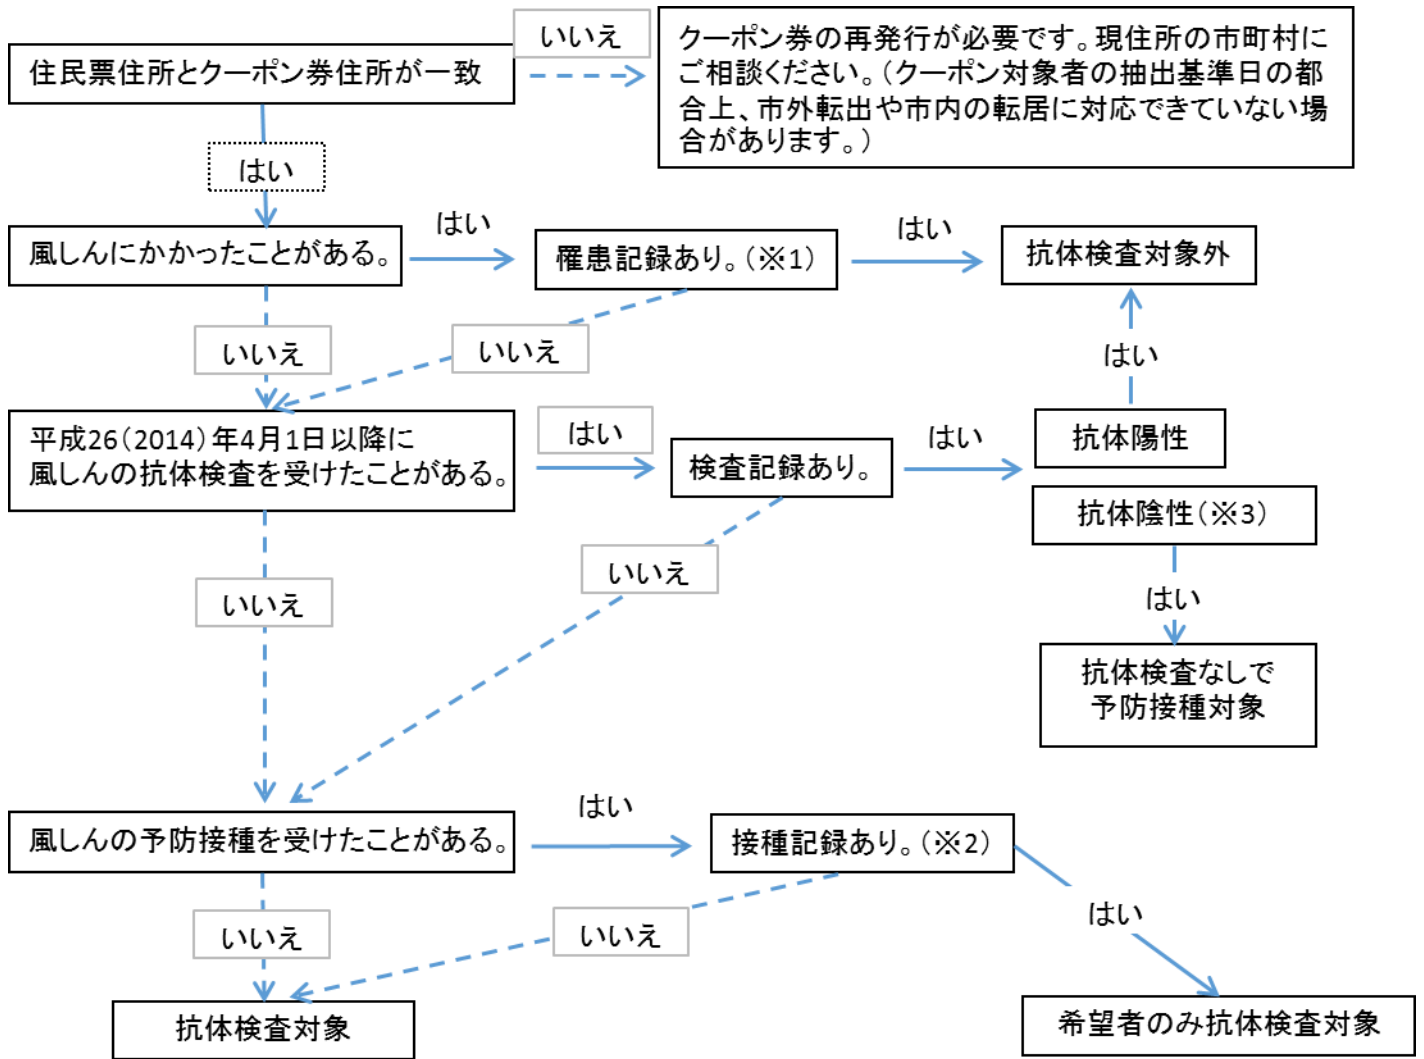 いいえ
クーポン券の再発行が必要です。現住所の市町村に
ご相談ください。(クーポン対象者の抽出基準日の都
合上、市外転出や市内の転居に対応できていない場
合があります。)
住民票住所とクーポン券住所が一致
はい
風しんにかかったことがある。
はい
罹患記録あり。(※1)
はい
抗体検査対象外
いいえ
いいえ
はい
平成26(2014)年4月1日以降に
風しんの抗体検査を受けたことがある。
はい
検査記録あり。
はい
抗体陽性
抗体陰性(※3)
いいえ
いいえ
はい
抗体検査なしで
予防接種対象
風しんの予防接種を受けたことがある。
はい
接種記録あり。(※2)
いいえ
いいえ
はい
抗体検査対象
希望者のみ抗体検査対象